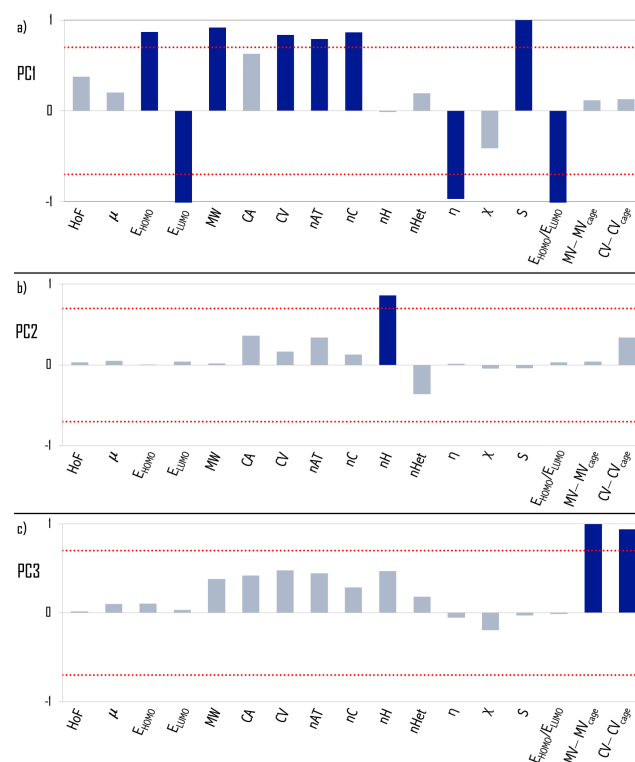 a)
1
PC1
0
-1
HoF μ E_HOMO E_LUMO MW CA CV nAT nC nH nHet η χ S E_HOMO/E_LUMO MV– MV_cage CV– CV_cage
b)
1
PC2
0
-1
HoF μ E_HOMO E_LUMO MW CA CV nAT nC nH nHet η χ S E_HOMO/E_LUMO MV– MV_cage CV– CV_cage
c)
1
PC3
0
-1
HoF μ E_HOMO E_LUMO MW CA CV nAT nC nH nHet η χ S E_HOMO/E_LUMO MV– MV_cage CV– CV_cage